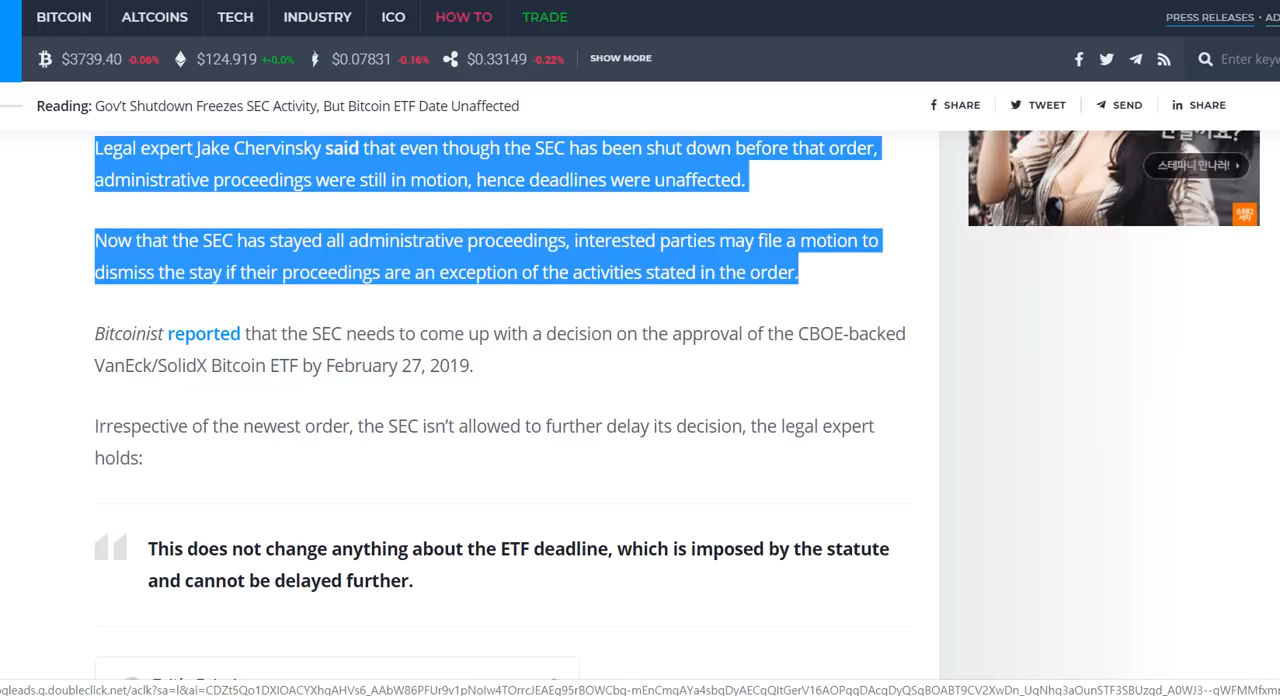 BITCOIN ALTCOINS TECH INDUSTRY ICO HOW TO TRADE PRESS RELEASES
$3739.40 -0.06% $124.919 +-0.0% $0.07831 -0.16% $0.33149 -0.22% SHOW MORE Enter keyw
Reading: Gov't Shutdown Freezes SEC Activity, But Bitcoin ETF Date Unaffected SHARE TWEET SEND SHARE
Legal expert Jake Chervinsky said that even though the SEC has been shut down before that order,
administrative proceedings were still in motion, hence deadlines were unaffected.
Now that the SEC has stayed all administrative proceedings, interested parties may file a motion to
dismiss the stay if their proceedings are an exception of the activities stated in the order.
Bitcoinist reported that the SEC needs to come up with a decision on the approval of the CBOE-backed
VanEck/SolidX Bitcoin ETF by February 27, 2019.
Irrespective of the newest order, the SEC isn’t allowed to further delay its decision, the legal expert
holds:
This does not change anything about the ETF deadline, which is imposed by the statute
and cannot be delayed further.
스테파니 만나러!